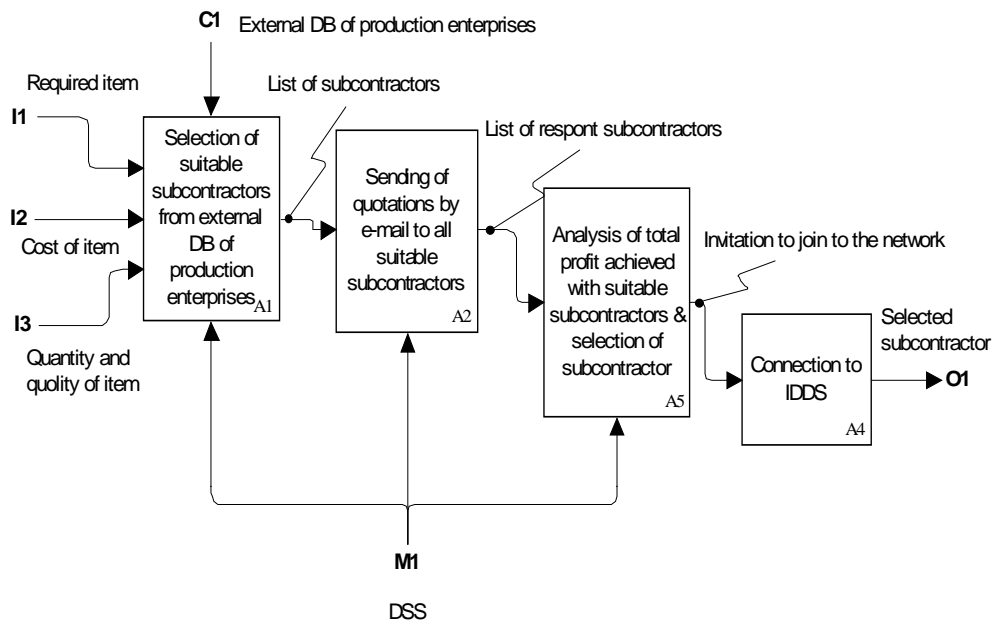 C1
External DB of production enterprises
Required item
I1
List of subcontractors
Selection of
suitable
subcontractors
from external
DB of
production
enterprises
A1
I2
Cost of item
I3
Quantity and
quolity of item
List of respont subcontractors
Sending of
quotations by
e-mail to all
suitable
subcontractors
A2
Analysis of total
profit achieved
with suitable
subcontractors &
selection of
subcontractor
A5
Invitation to join to the network
Connection to
IDDS
A4
Selected
subcontractor
O1
M1
DSS